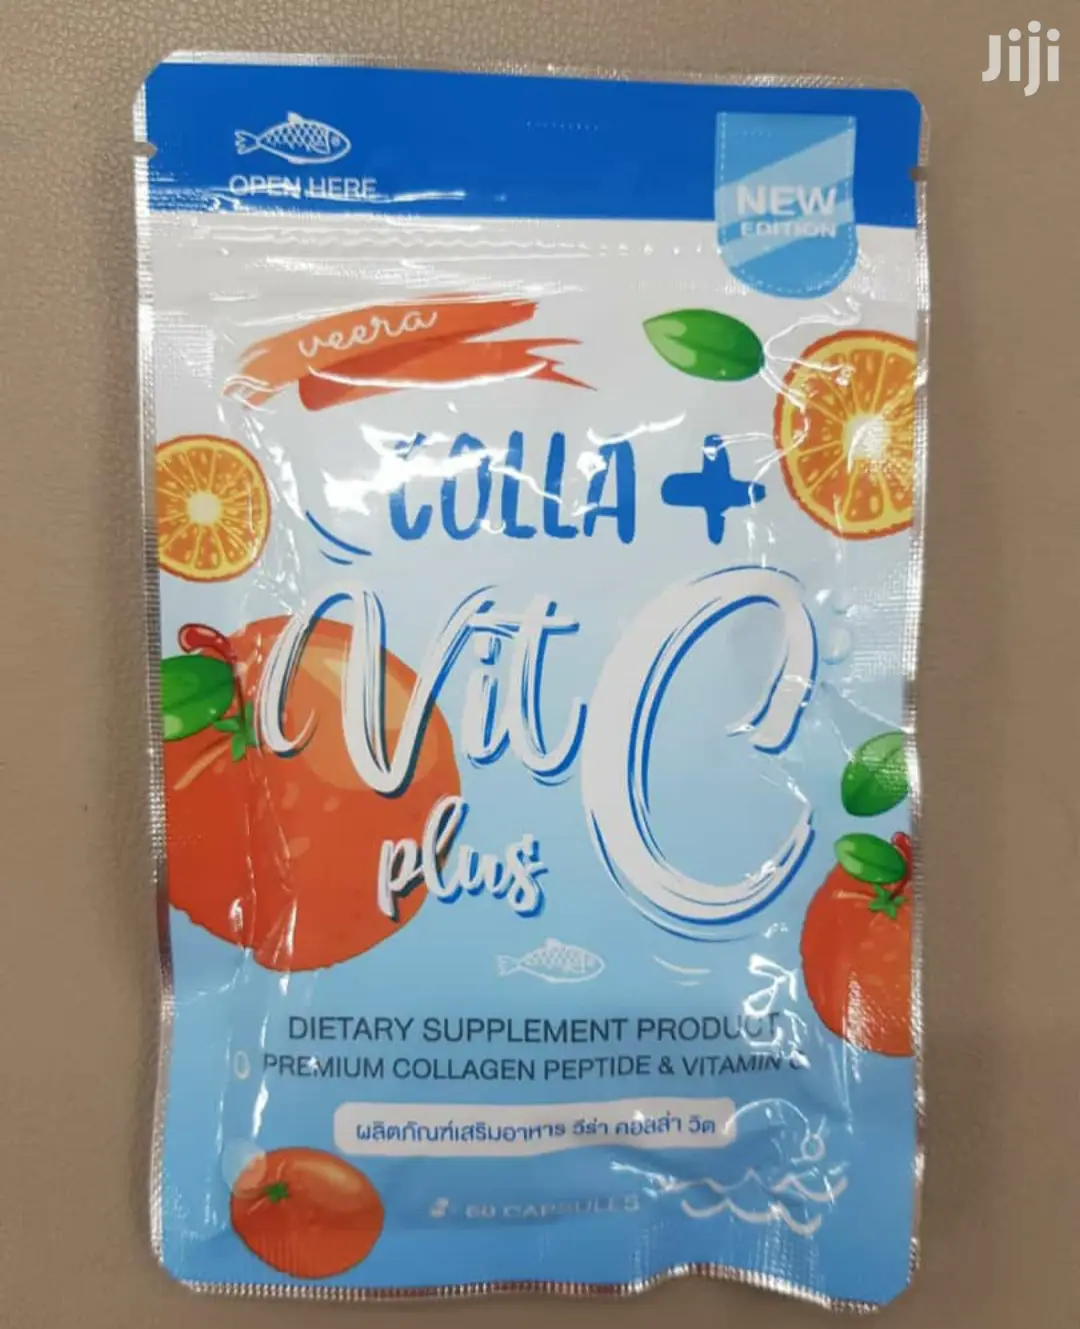 Jiji
OPEN HERE
NEW
EDITION
veera
COLLA +
Vit C
plus
DIETARY SUPPLEMENT PRODUCT
PREMIUM COLLAGEN PEPTIDE & VITAMIN C
ผลิตภัณฑ์เสริมอาหาร วีร่า คอลล่า วิต
60 CAPSULES